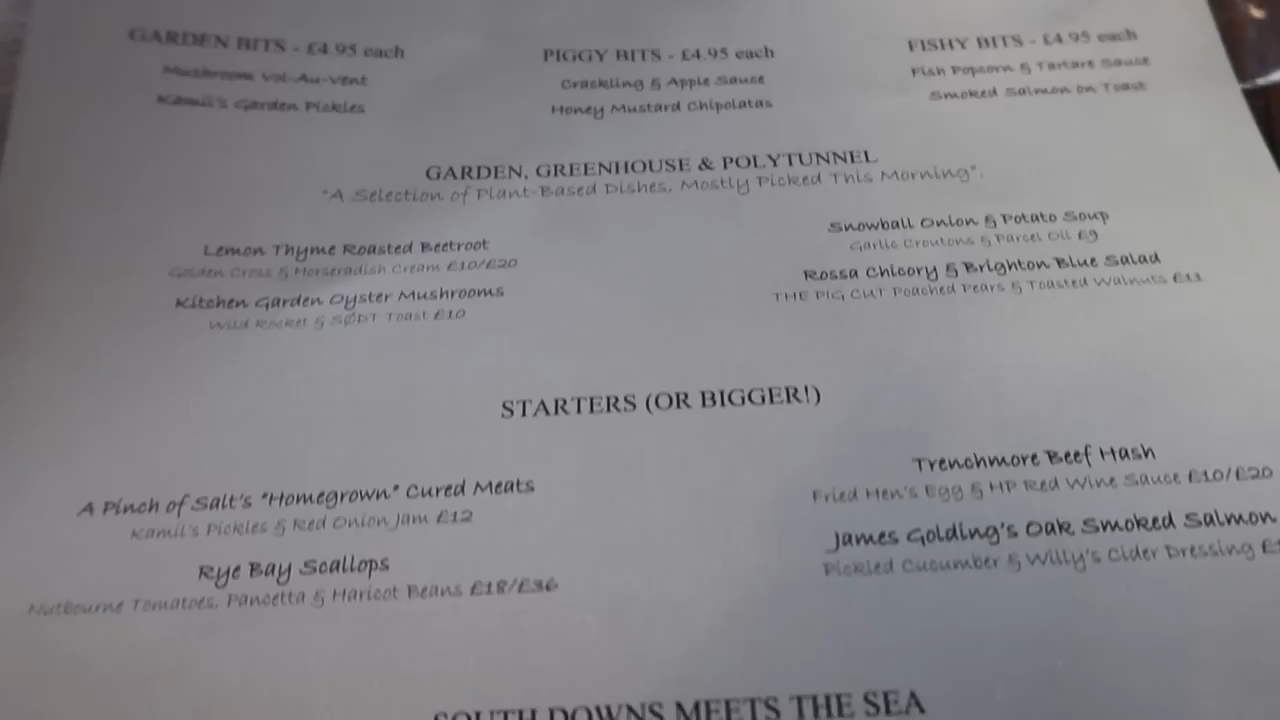 GARDEN BITS - £4.95 each
Mushroom Vol-Au-Vent
Kamil's Garden Pickles
PIGGY BITS - £4.95 each
Crackling & Apple Sauce
Honey Mustard Chipolatas
FISHY BITS - £4.95 each
Fish Popcorn & Tartare Sauce
Smoked Salmon on Toast
GARDEN, GREENHOUSE & POLYTUNNEL
"A Selection of Plant-Based Dishes, Mostly Picked This Morning".
Lemon Thyme Roasted Beetroot
Golden Cross & Horseradish Cream £10/£20
Kitchen Garden Oyster Mushrooms
Wild Rocket & SØDT Toast £10
Snowball Onion & Potato Soup
Garlic Croutons & Parcel Oil £9
Rossa Chicory & Brighton Blue Salad
THE PIG CUT Poached Pears & Toasted Walnuts £11
STARTERS (OR BIGGER!)
A Pinch of Salt's "Homegrown" Cured Meats
Kamil's Pickles & Red Onion Jam £12
Rye Bay Scallops
Nutbourne Tomatoes, Pancetta & Haricot Beans £18/£36
Trenchmore Beef Hash
Fried Hen's Egg & HP Red Wine Sauce £10/£20
James Golding's Oak Smoked Salmon
Pickled Cucumber & Willy's Cider Dressing
SOUTH DOWNS MEETS THE SEA